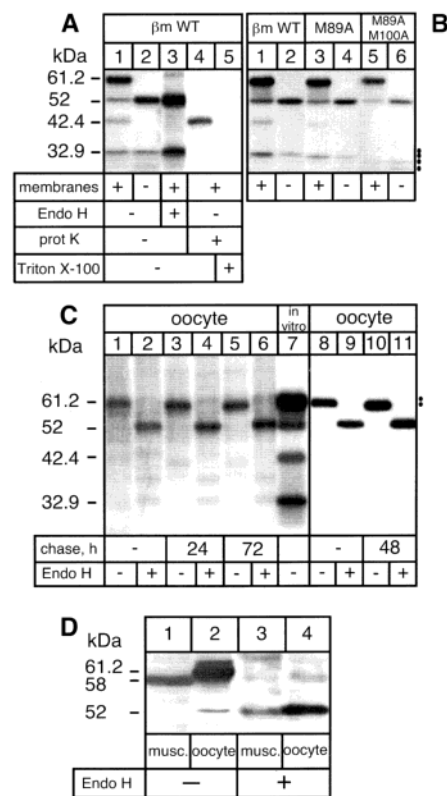 A
βm WT
kDa 1 2 3 4 5
61.2
52
42.4
32.9
membranes + - + +
Endo H - + -
prot K - +
Triton X-100 - +
B
βm WT M89A M89A M100A
1 2 3 4 5 6
+ - + - + -
C
oocyte in vitro oocyte
kDa 1 2 3 4 5 6 7 8 9 10 11
61.2
52
42.4
32.9
chase, h - 24 72 - 48
Endo H - + - + - + - - + - +
D
kDa 1 2 3 4
61.2
58
52
musc. oocyte musc. oocyte
Endo H − +